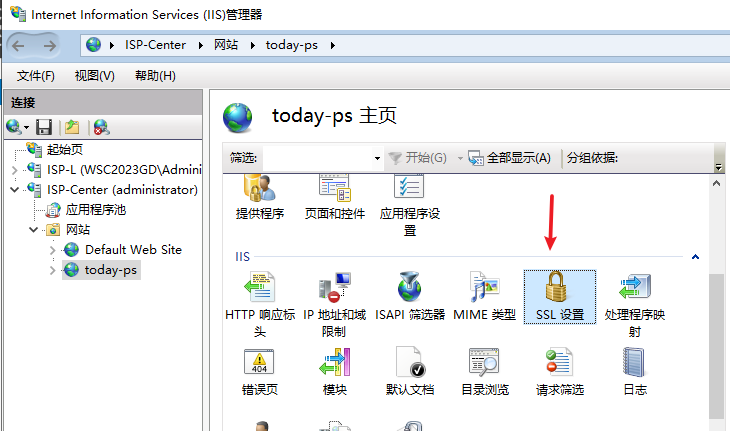 Internet Information Services (IIS)管理器
ISP-Center
网站
today-ps
文件(F)
视图(V)
帮助(H)
连接
起始页
ISP-L (WSC2023GD\Admini
ISP-Center (administrator)
应用程序池
网站
Default Web Site
today-ps
today-ps 主页
筛选:
开始(G)
全部显示(A)
分组依据:
提供程序
页面和控件
应用程序设
置
IIS
HTTP 响应标
头
IP 地址和域
限制
ISAPI 筛选器
MIME 类型
SSL 设置
处理程序映
射
404
错误页
模块
默认文档
目录浏览
请求筛选
日志